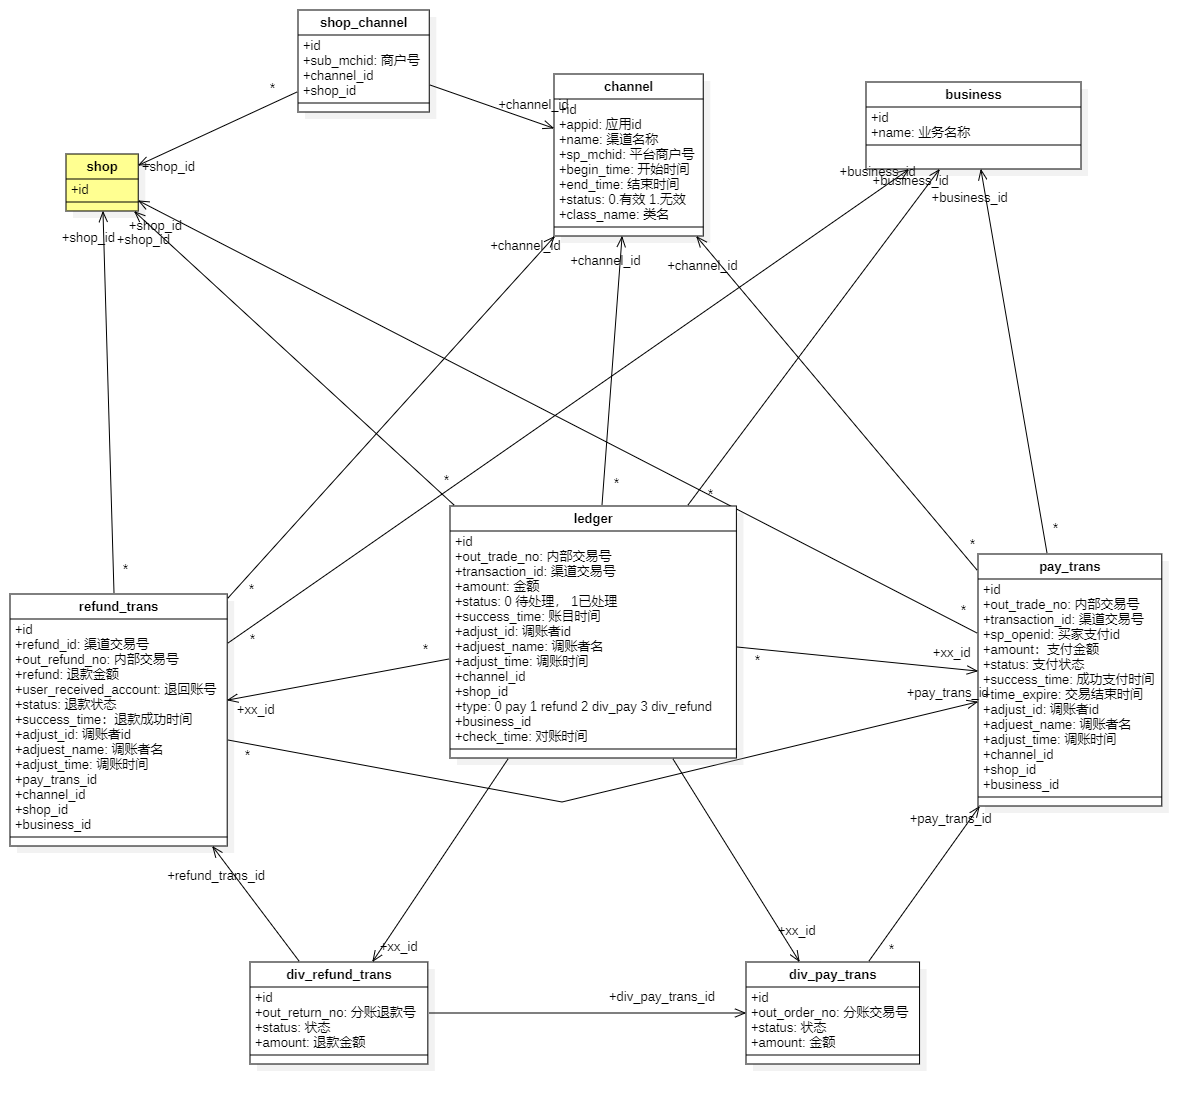 shop_channel
+id
+sub_mchid: 商户号
+channel_id
+shop_id
*
+shop_id
+channel_id
channel
+id
+appid: 应用id
+name: 渠道名称
+sp_mchid: 平台商户号
+begin_time: 开始时间
+end_time: 结束时间
+status: 0.有效 1.无效
+class_name: 类名
business
+id
+name: 业务名称
shop
+id
+shop_id
+shop_id
+shop_id
+channel_id
+channel_id
+channel_id
+business_id
+business_id
+business_id
*
*
*
*
*
*
*
*
*
ledger
+id
+out_trade_no: 内部交易号
+transaction_id: 渠道交易号
+amount: 金额
+status: 0 待处理， 1已处理
+success_time: 账目时间
+adjust_id: 调账者id
+adjuest_name: 调账者名
+adjust_time: 调账时间
+channel_id
+shop_id
+type: 0 pay 1 refund 2 div_pay 3 div_refund
+business_id
+check_time: 对账时间
refund_trans
+id
+refund_id: 渠道交易号
+out_refund_no: 内部交易号
+refund: 退款金额
+user_received_account: 退回账号
+status: 退款状态
+success_time：退款成功时间
+adjust_id: 调账者id
+adjuest_name: 调账者名
+adjust_time: 调账时间
+pay_trans_id
+channel_id
+shop_id
+business_id
pay_trans
+id
+out_trade_no: 内部交易号
+transaction_id: 渠道交易号
+sp_openid: 买家支付id
+amount：支付金额
+status: 支付状态
+success_time: 成功支付时间
+time_expire: 交易结束时间
+adjust_id: 调账者id
+adjuest_name: 调账者名
+adjust_time: 调账时间
+channel_id
+shop_id
+business_id
*
+xx_id
*
+xx_id
*
+pay_trans_id
+pay_trans_id
*
+refund_trans_id
+xx_id
+xx_id
div_refund_trans
+id
+out_return_no: 分账退款号
+status: 状态
+amount: 退款金额
+div_pay_trans_id
div_pay_trans
+id
+out_order_no: 分账交易号
+status: 状态
+amount: 金额